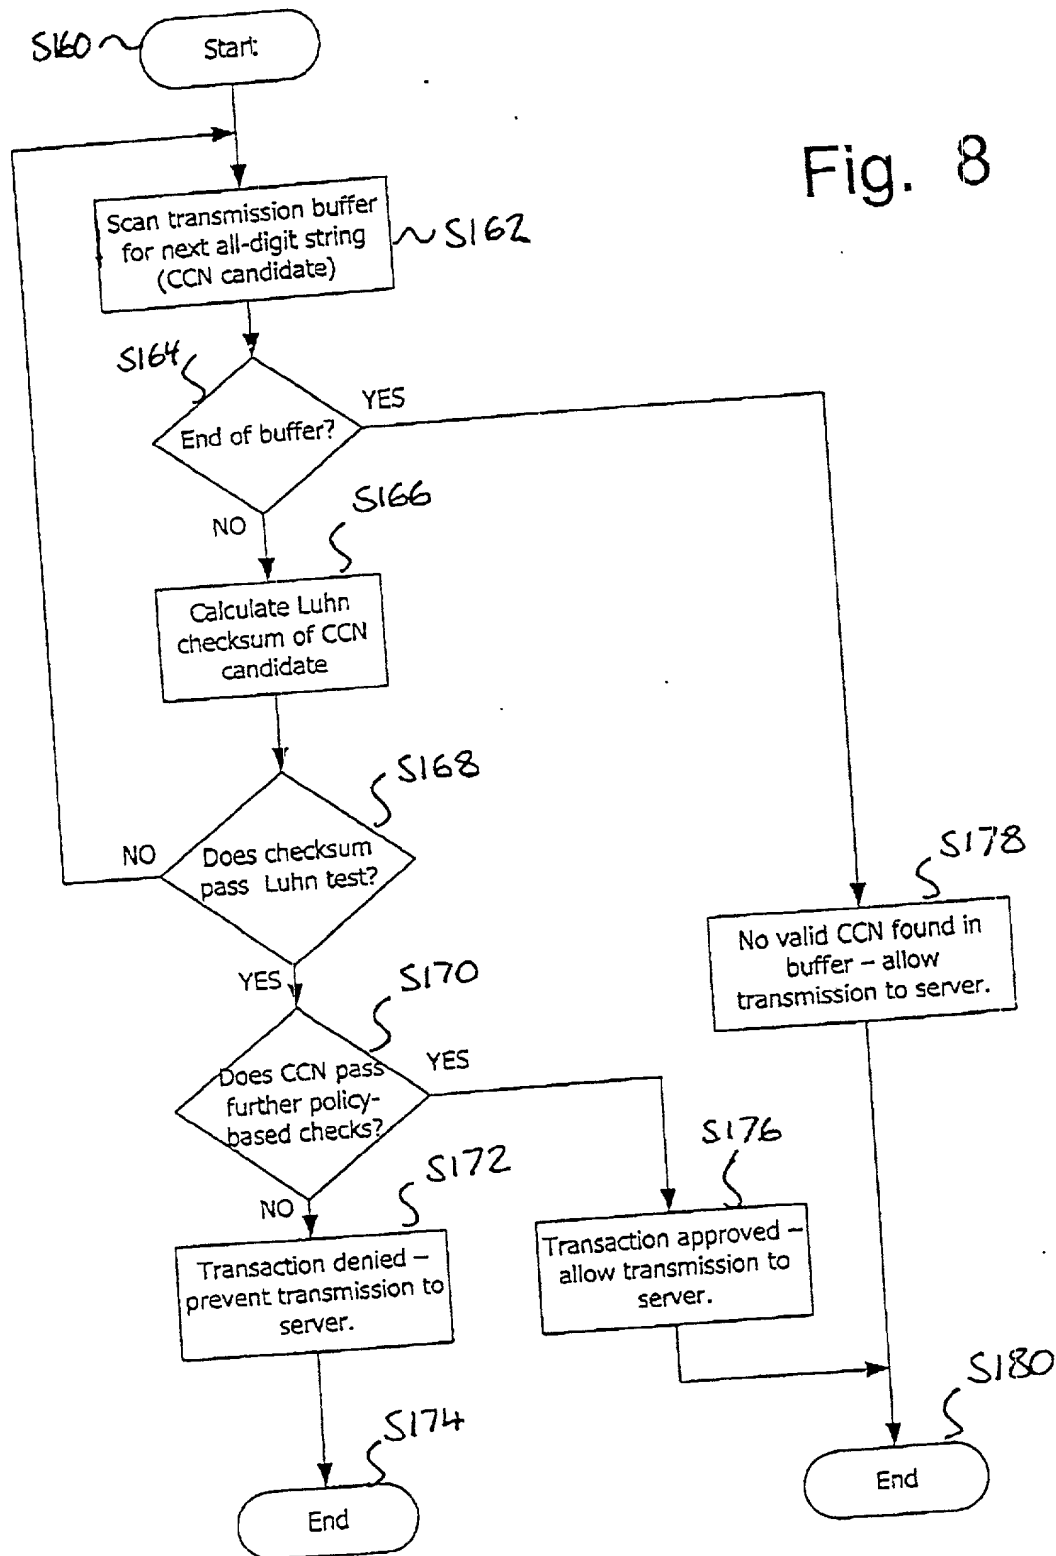 S160
Start
Fig. 8
Scan transmission buffer
for next all-digit string
(CCN candidate)
S162
S164
End of buffer?
YES
NO
S166
Calculate Luhn
checksum of CCN
candidate
S168
Does checksum
pass Luhn test?
NO
YES
S170
Does CCN pass
further policy-
based checks?
YES
NO
S172
Transaction denied –
prevent transmission to
server.
S174
End
S176
Transaction approved –
allow transmission to
server.
S178
No valid CCN found in
buffer – allow
transmission to server.
S180
End